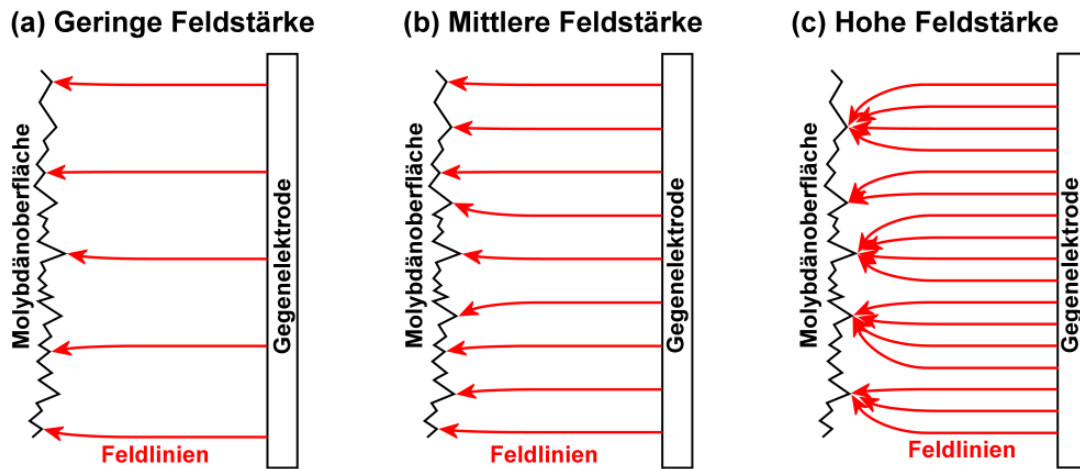 (a) Geringe Feldstärke
(b) Mittlere Feldstärke
(c) Hohe Feldstärke
Molybdänoberfläche
Gegenelektrode
Molybdänoberfläche
Gegenelektrode
Molybdänoberfläche
Gegenelektrode
Feldlinien
Feldlinien
Feldlinien